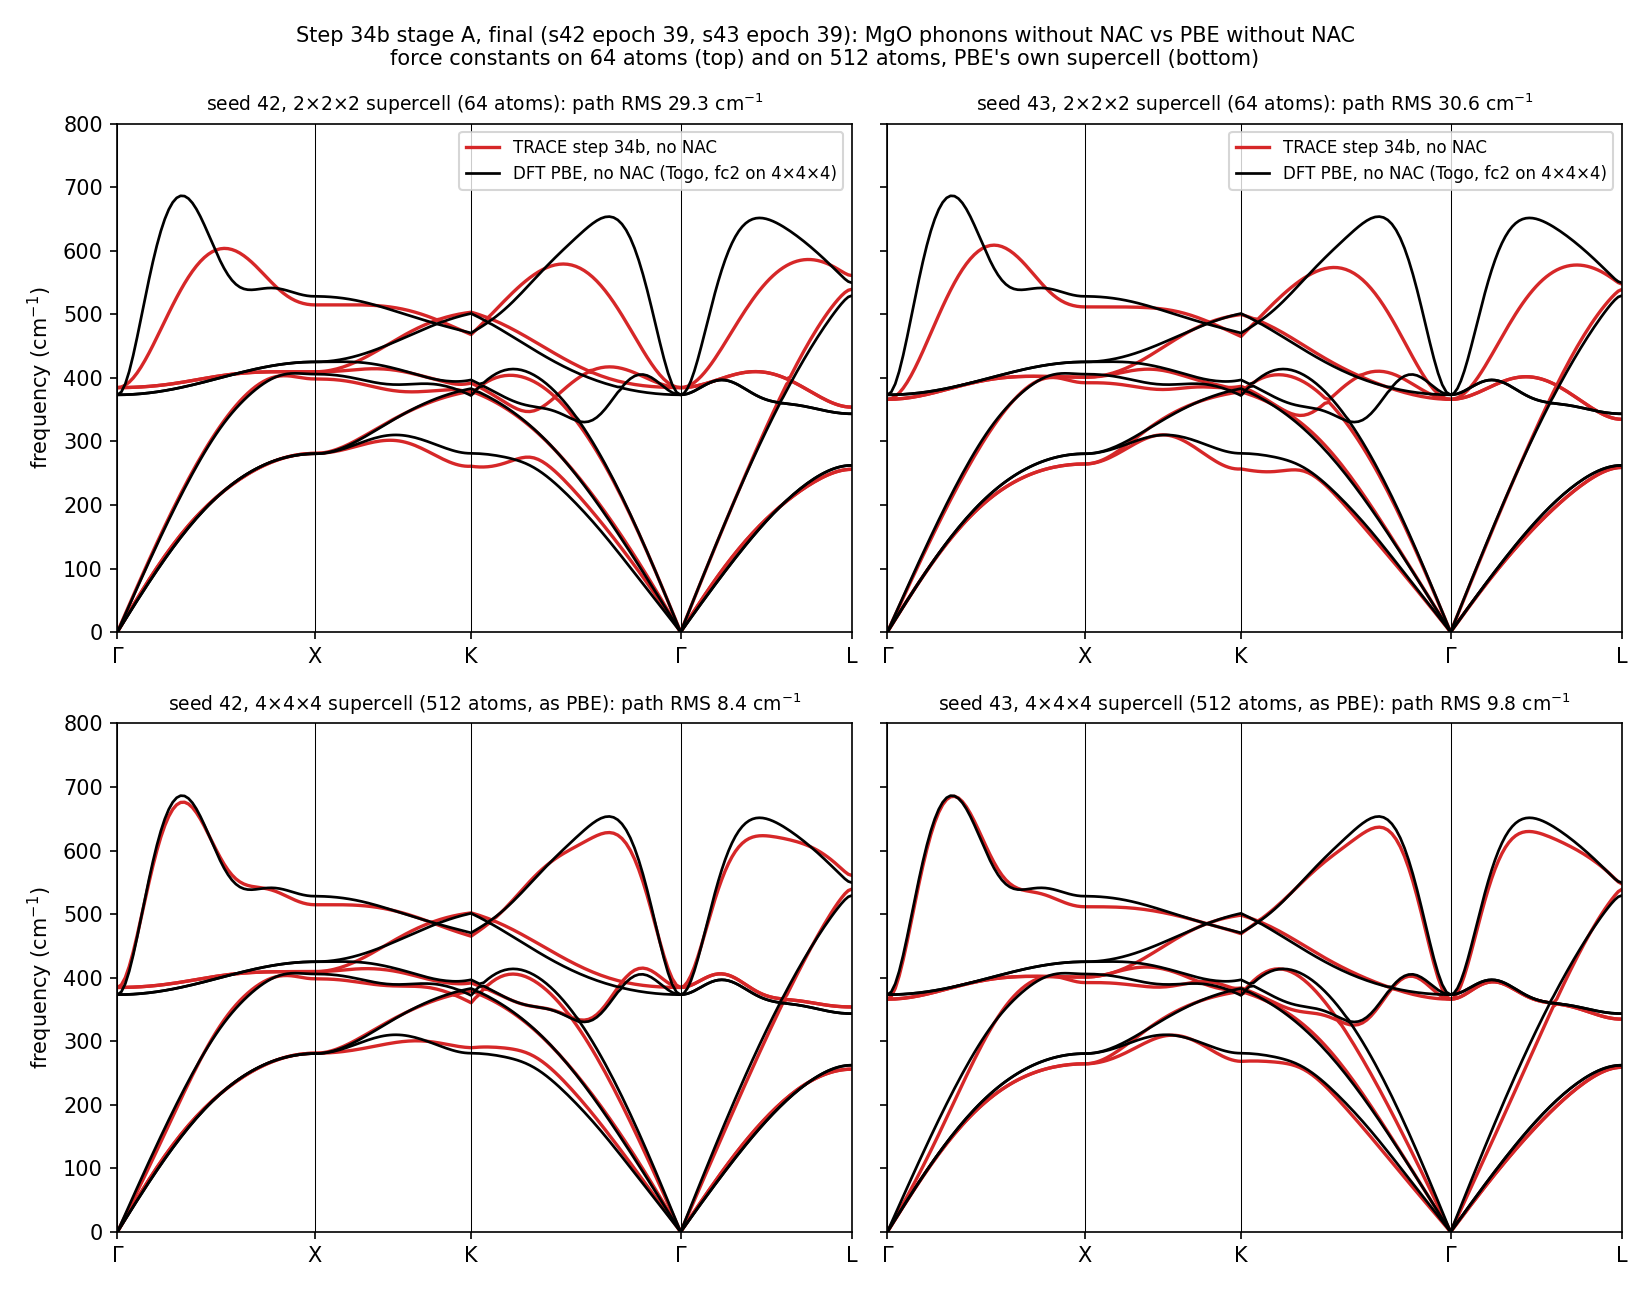 Step 34b stage A, final (s42 epoch 39, s43 epoch 39): MgO phonons without NAC vs PBE without NAC
force constants on 64 atoms (top) and on 512 atoms, PBE's own supercell (bottom)
seed 42, 2×2×2 supercell (64 atoms): path RMS 29.3 cm⁻¹
800
700
600
500
400
300
200
100
0
frequency (cm⁻¹)
TRACE step 34b, no NAC
DFT PBE, no NAC (Togo, fc2 on 4×4×4)
Γ X K Γ L
seed 43, 2×2×2 supercell (64 atoms): path RMS 30.6 cm⁻¹
TRACE step 34b, no NAC
DFT PBE, no NAC (Togo, fc2 on 4×4×4)
Γ X K Γ L
seed 42, 4×4×4 supercell (512 atoms, as PBE): path RMS 8.4 cm⁻¹
800
700
600
500
400
300
200
100
0
frequency (cm⁻¹)
Γ X K Γ L
seed 43, 4×4×4 supercell (512 atoms, as PBE): path RMS 9.8 cm⁻¹
Γ X K Γ L